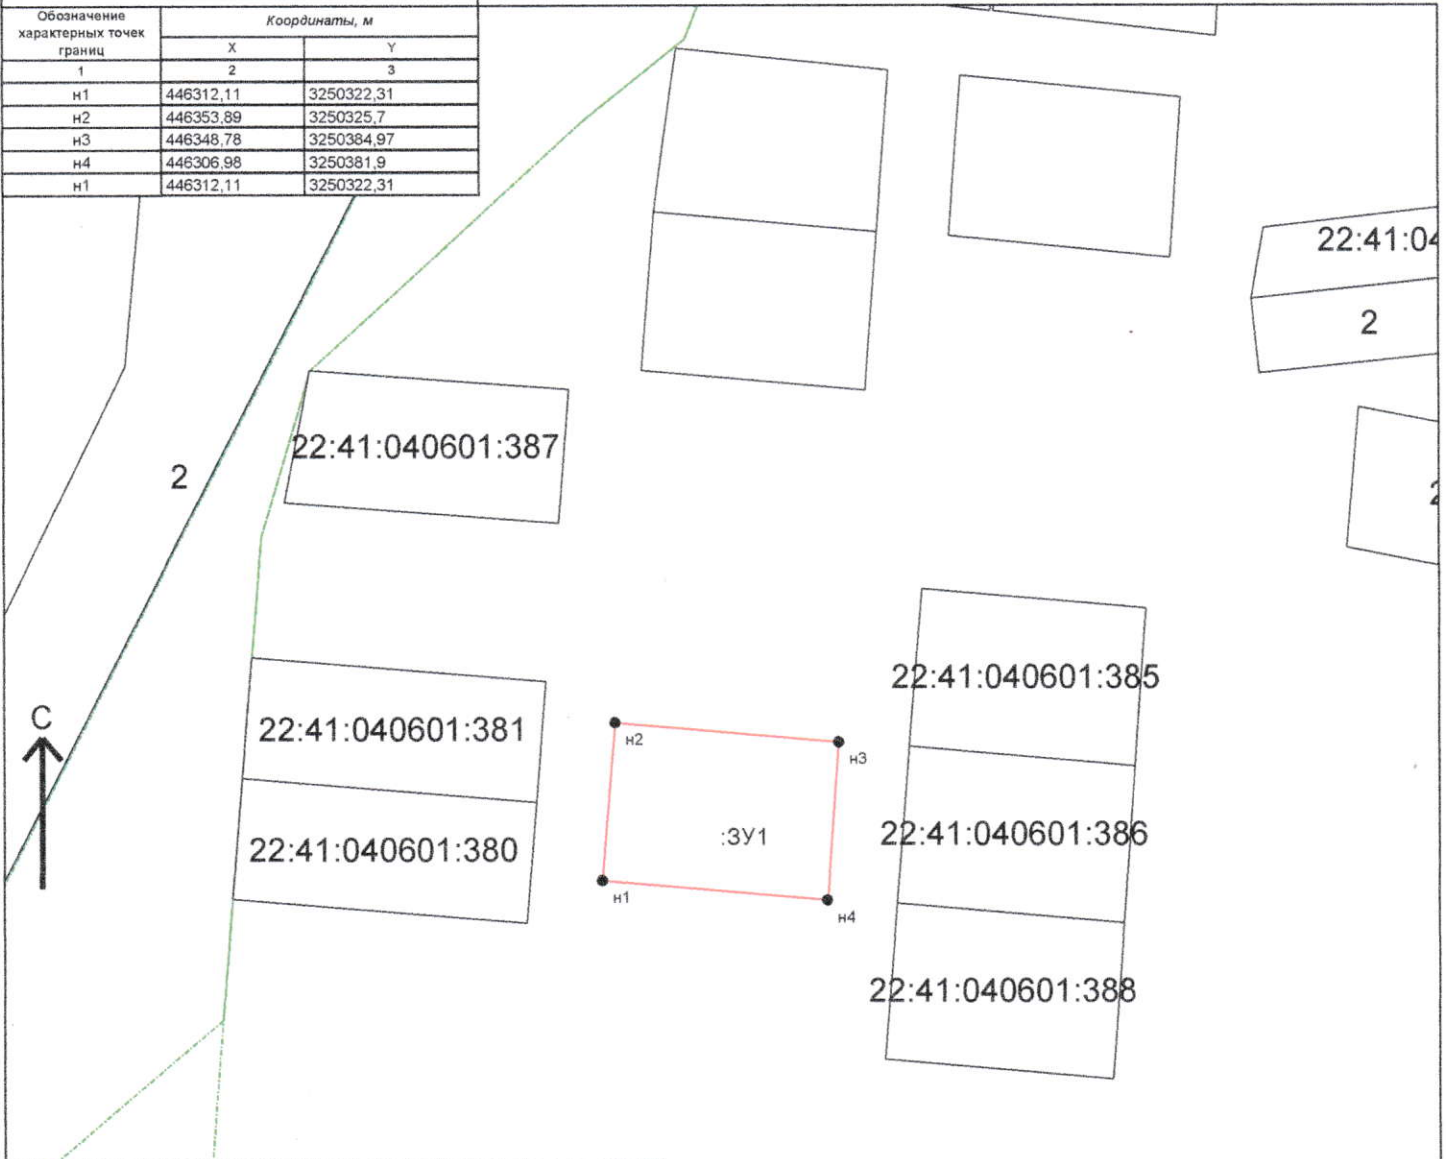 Обозначение характерных точек границ
Координаты, м
X Y
1 2 3
н1 446312,11 3250322,31
н2 446353,89 3250325,7
н3 446348,78 3250384,97
н4 446306,98 3250381,9
н1 446312,11 3250322,31
22:41:04
2
22:41:040601:387
2
22:41:040601:385
С
22:41:040601:381
н2
н3
:ЗУ1
22:41:040601:386
22:41:040601:380
н1
н4
22:41:040601:388